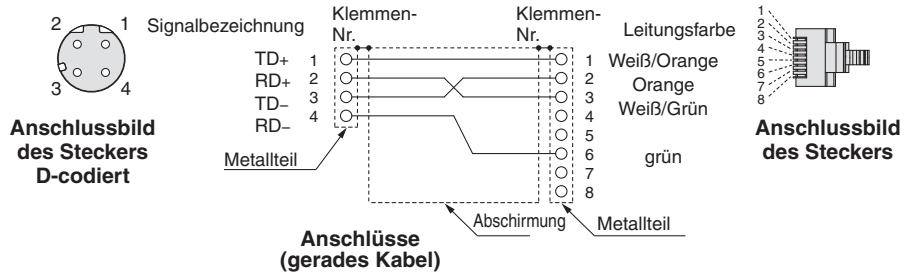 2 1
3 4
Anschlussbild
des Steckers
D-codiert
Signalbezeichnung
TD+
RD+
TD−
RD−
Klemmen-
Nr.
1
2
3
4
Metallteil
Klemmen-
Nr.
1
2
3
4
5
6
7
8
Leitungsfarbe
Weiß/Orange
Orange
Weiß/Grün
grün
Abschirmung
Metallteil
Anschlüsse
(gerades Kabel)
1
2
3
4
5
6
7
8
Anschlussbild
des Steckers